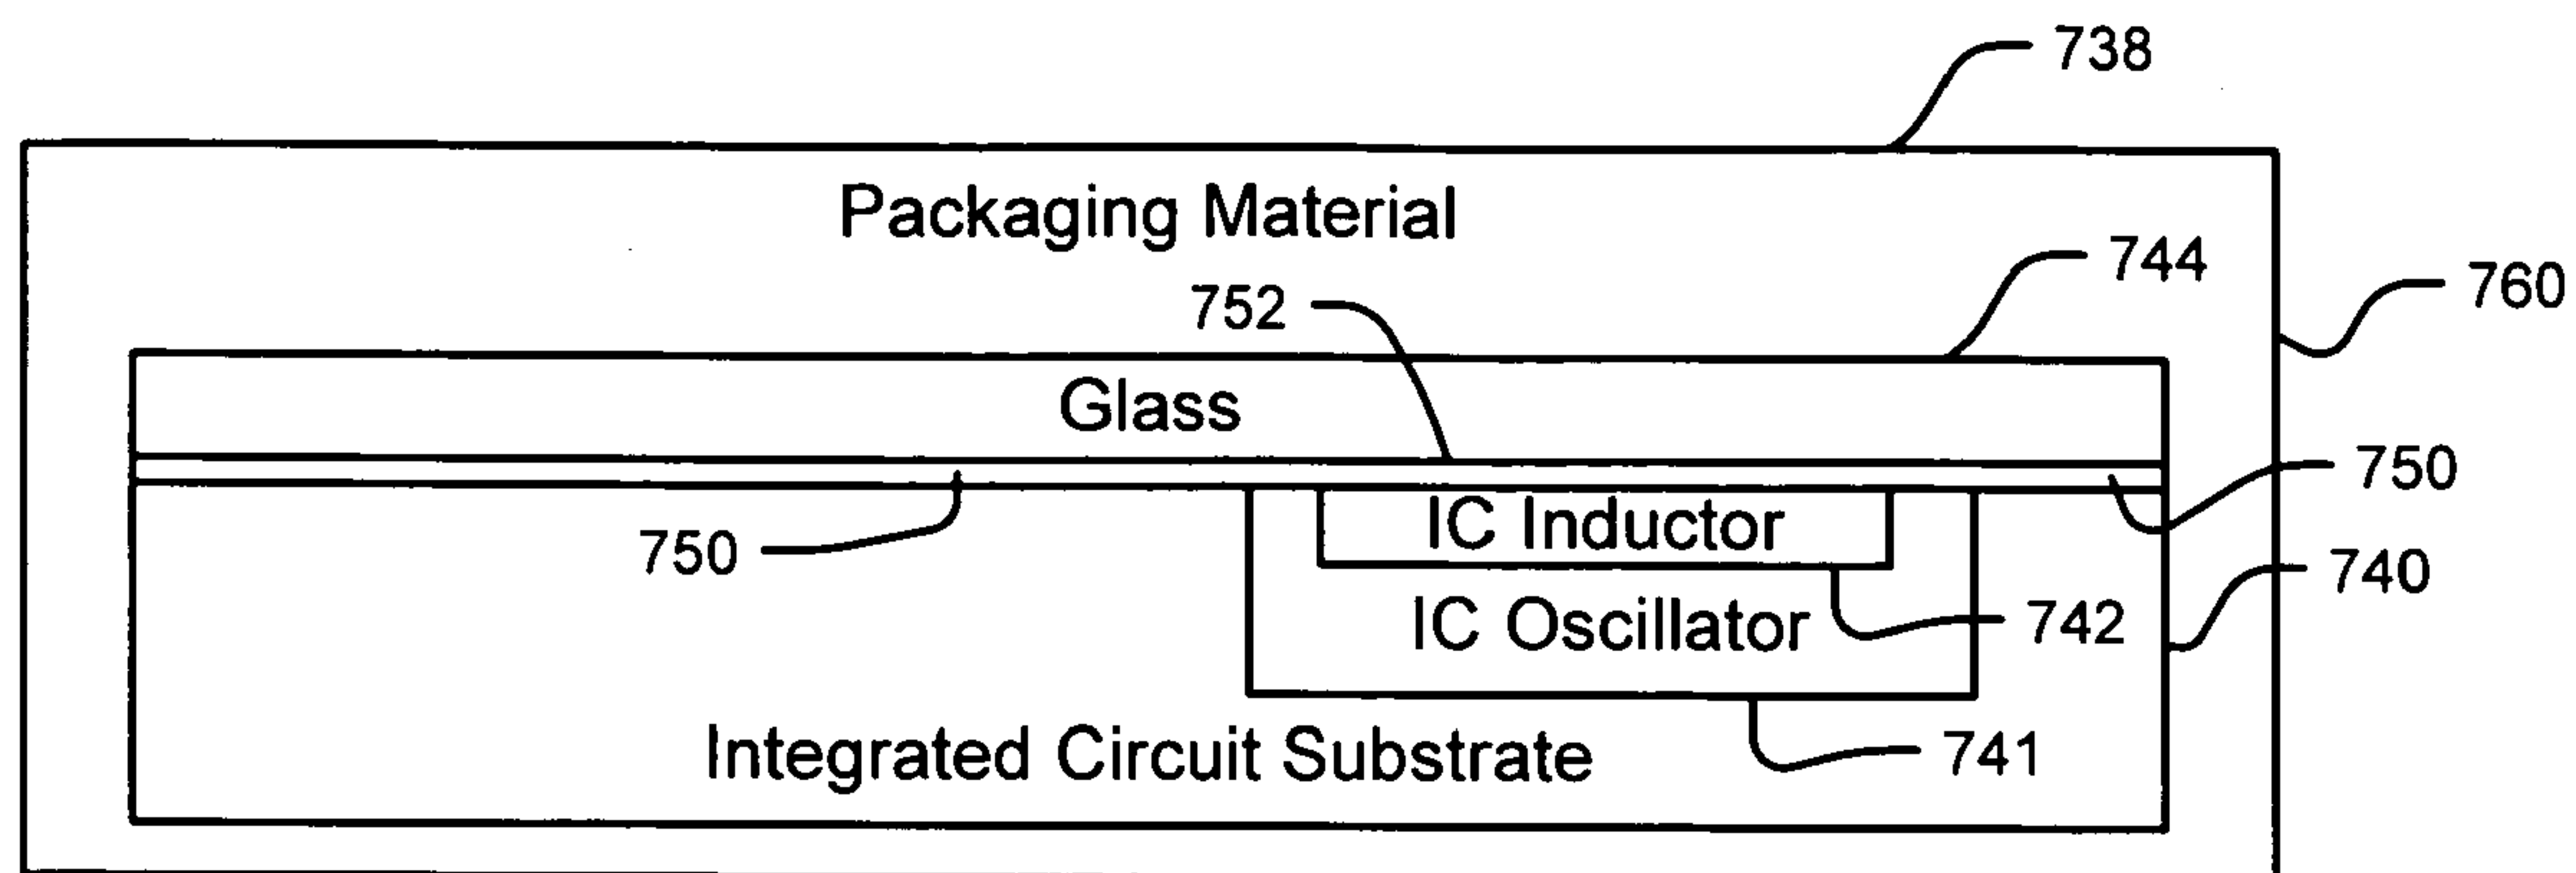 738
Packaging Material
744
752
760
Glass
750
IC Inductor
750
740
IC Oscillator
742
Integrated Circuit Substrate
741